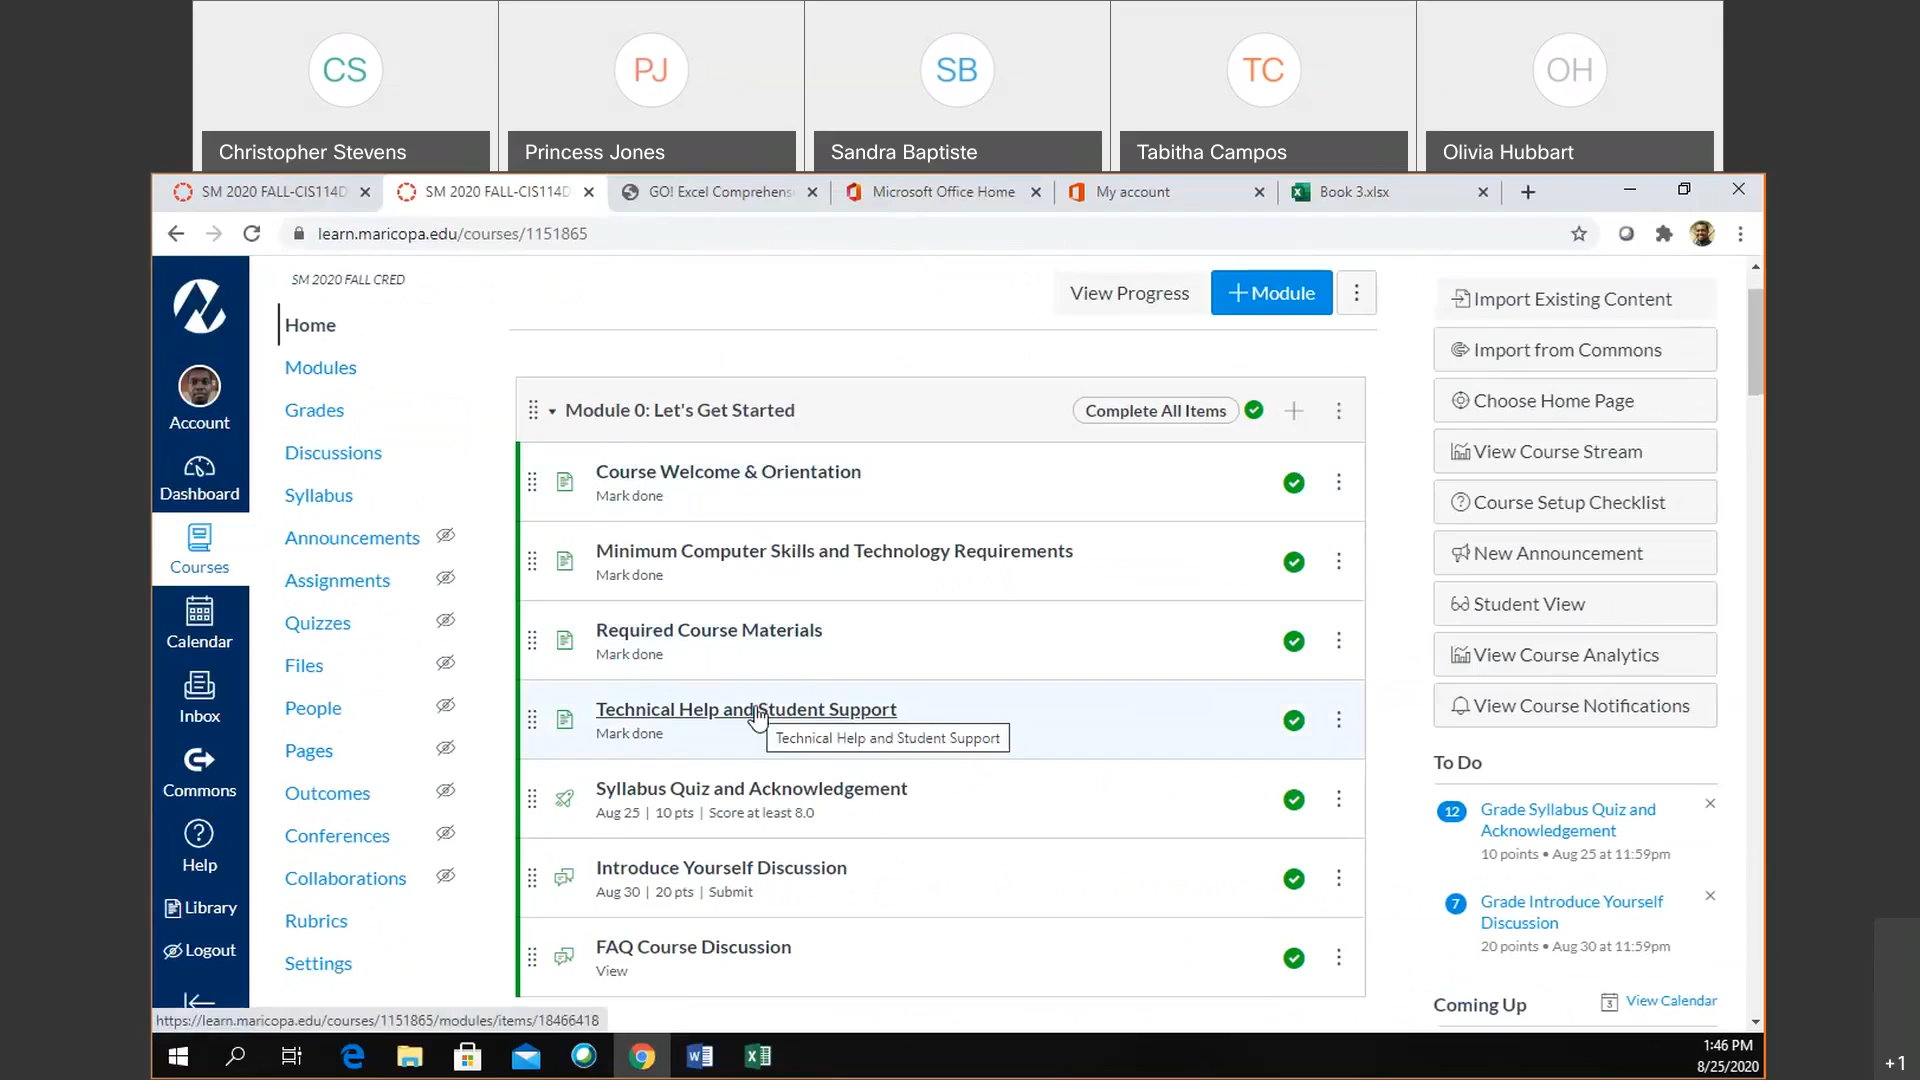 CS
PJ
SB
TC
OH
Christopher Stevens
Princess Jones
Sandra Baptiste
Tabitha Campos
Olivia Hubbart
SM 2020 FALL-CIS114D
SM 2020 FALL-CIS114D
GO! Excel Comprehens
Microsoft Office Home
My account
Book 3.xlsx
learn.maricopa.edu/courses/1151865
Account
Dashboard
Courses
Calendar
Inbox
Commons
Help
Library
Logout
SM 2020 FALL CRED
Home
Modules
Grades
Discussions
Syllabus
Announcements
Assignments
Quizzes
Files
People
Pages
Outcomes
Conferences
Collaborations
Rubrics
Settings
View Progress
+ Module
Module 0: Let's Get Started
Complete All Items
Course Welcome & Orientation
Mark done
Minimum Computer Skills and Technology Requirements
Mark done
Required Course Materials
Mark done
Technical Help and Student Support
Mark done
Technical Help and Student Support
Syllabus Quiz and Acknowledgement
Aug 25 | 10 pts | Score at least 8.0
Introduce Yourself Discussion
Aug 30 | 20 pts | Submit
FAQ Course Discussion
View
Import Existing Content
Import from Commons
Choose Home Page
View Course Stream
Course Setup Checklist
New Announcement
Student View
View Course Analytics
View Course Notifications
To Do
12
Grade Syllabus Quiz and
Acknowledgement
10 points • Aug 25 at 11:59pm
7
Grade Introduce Yourself
Discussion
20 points • Aug 30 at 11:59pm
Coming Up
3
View Calendar
https://learn.maricopa.edu/courses/1151865/modules/items/18466418
1:46 PM
8/25/2020
+1